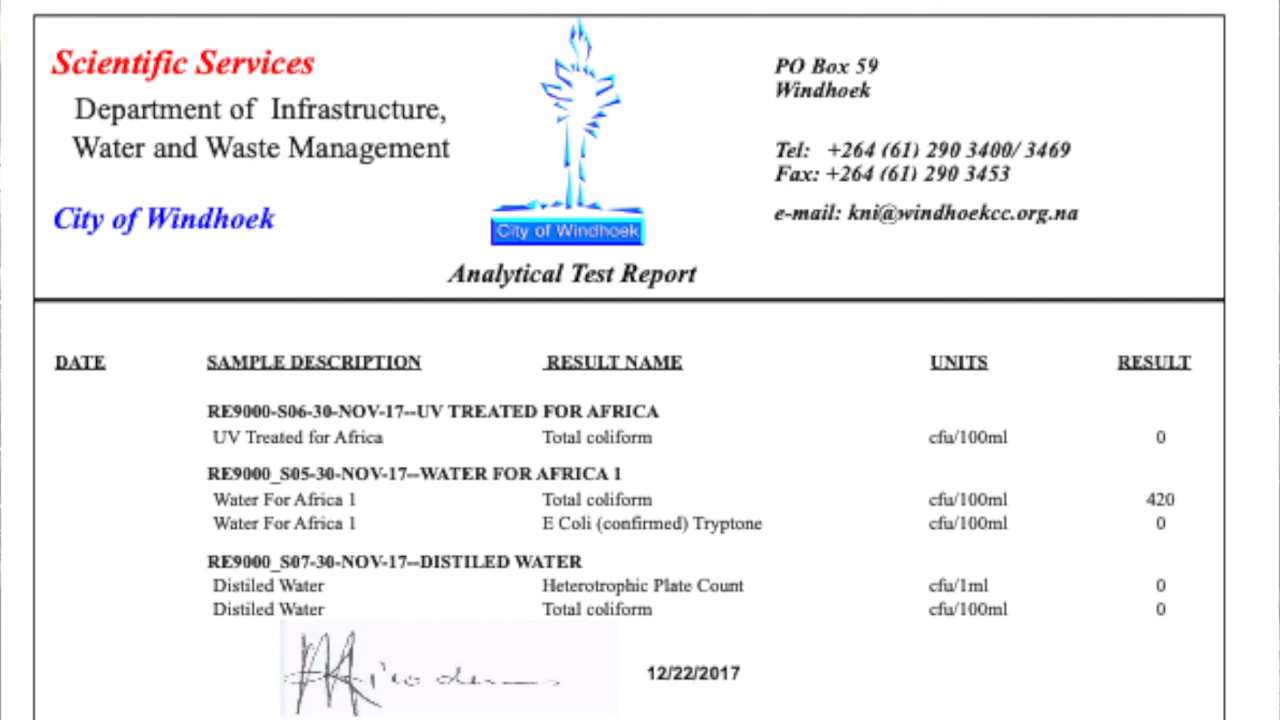 Scientific Services
Department of Infrastructure,
Water and Waste Management
City of Windhoek
City of Windhoek
PO Box 59
Windhoek
Tel: +264 (61) 290 3400/ 3469
Fax: +264 (61) 290 3453
e-mail: kni@windhoekcc.org.na
Analytical Test Report
DATE SAMPLE DESCRIPTION RESULT NAME UNITS RESULT
RE9000-S06-30-NOV-17--UV TREATED FOR AFRICA
UV Treated for Africa Total coliform cfu/100ml 0
RE9000_S05-30-NOV-17--WATER FOR AFRICA 1
Water For Africa 1 Total coliform cfu/100ml 420
Water For Africa 1 E Coli (confirmed) Tryptone cfu/100ml 0
RE9000_S07-30-NOV-17--DISTILED WATER
Distiled Water Heterotrophic Plate Count cfu/1ml 0
Distiled Water Total coliform cfu/100ml 0
12/22/2017